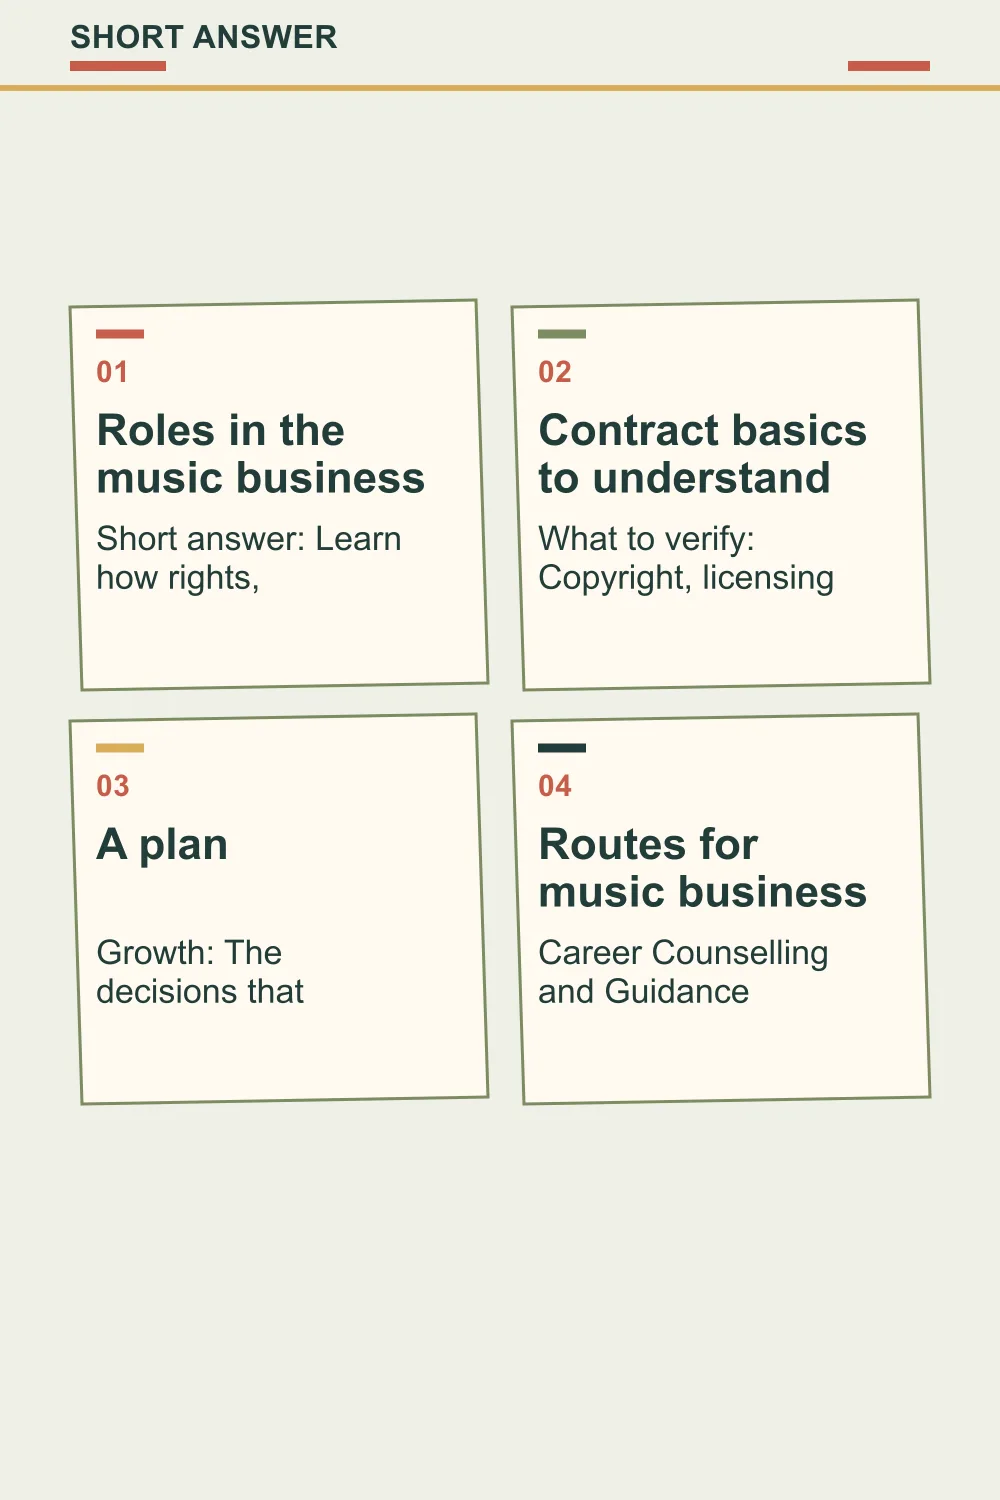 SHORT ANSWER
01
Roles in the
music business
Short answer: Learn
how rights,
02
Contract basics
to understand
What to verify:
Copyright, licensing
03
A plan
Growth: The
decisions that
04
Routes for
music business
Career Counselling
and Guidance